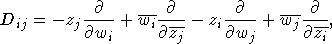 $D_{ij} = -z_j \frac{\partial}{\partial w_i} + \overline{w_i} \frac{\partial}{\partial \overline{z_j}} - z_i \frac{\partial}{\partial w_j} + \overline{w_j} \frac{\partial}{\partial \overline{z_i}},$